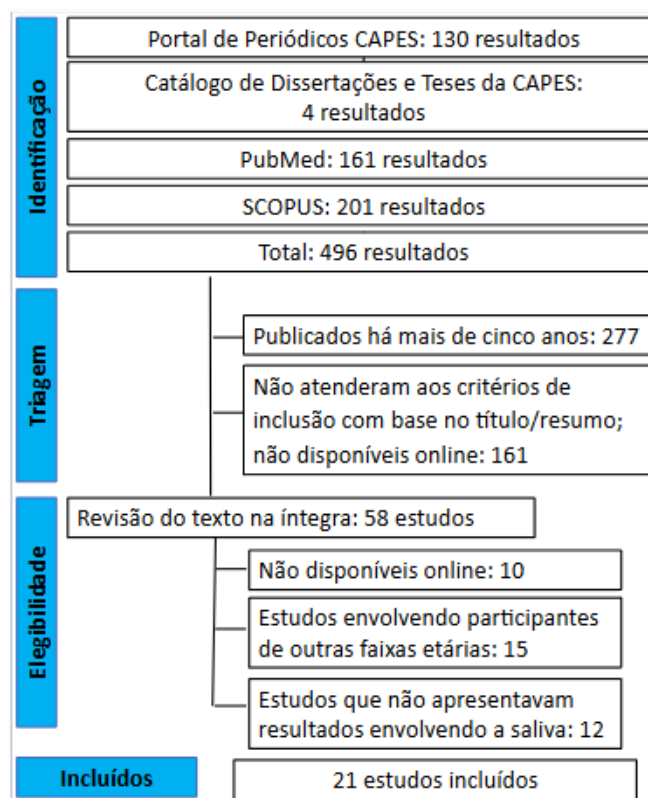 Identificação
Portal de Periódicos CAPES: 130 resultados
Catálogo de Dissertações e Teses da CAPES:
4 resultados
PubMed: 161 resultados
SCOPUS: 201 resultados
Total: 496 resultados
Triagem
Publicados há mais de cinco anos: 277
Não atenderam aos critérios de
inclusão com base no título/resumo;
não disponíveis online: 161
Elegibilidade
Revisão do texto na íntegra: 58 estudos
Não disponíveis online: 10
Estudos envolvendo participantes
de outras faixas etárias: 15
Estudos que não apresentavam
resultados envolvendo a saliva: 12
Incluídos
21 estudos incluídos